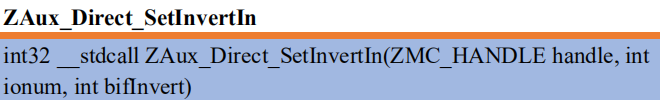 ZAux_Direct_SetInvertIn
int32 __stdcall ZAux_Direct_SetInvertIn(ZMC_HANDLE handle, int
ionum, int bifInvert)